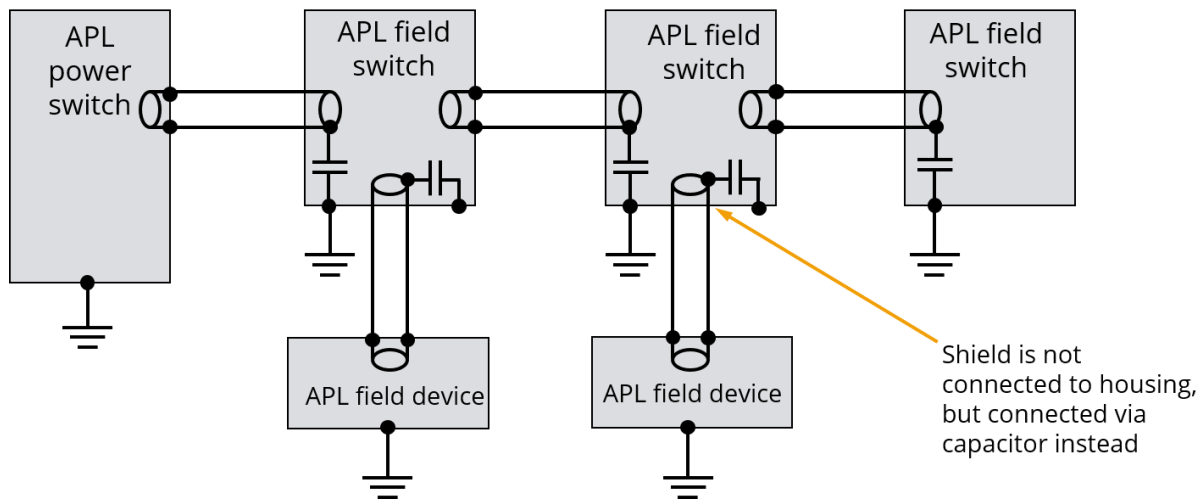 APL
power
switch
APL field
switch
APL field
switch
APL field
switch
APL field device
APL field device
Shield is not
connected to housing,
but connected via
capacitor instead